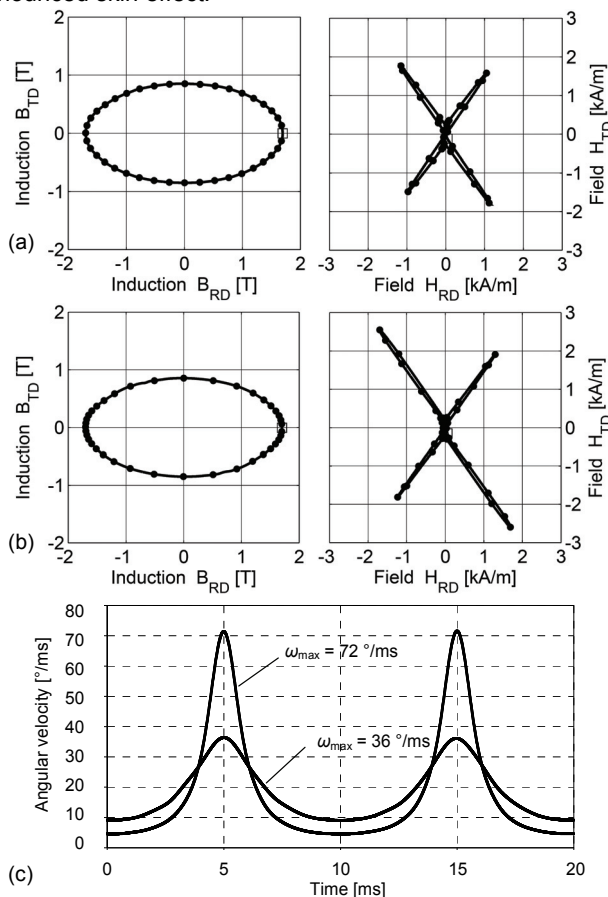 nounced skin effect.
2
1
0
-1
-2
Induction B_TD [T]
-2 -1 0 1 2
Induction B_RD [T]
3
2
1
0
-1
-2
-3
Field H_TD [kA/m]
-3 -2 -1 0 1 2 3
Field H_RD [kA/m]
(a)
2
1
0
-1
-2
Induction B_TD [T]
-2 -1 0 1 2
Induction B_RD [T]
3
2
1
0
-1
-2
-3
Field H_TD [kA/m]
-3 -2 -1 0 1 2 3
Field H_RD [kA/m]
(b)
80
70
60
50
40
30
20
10
0
Angular velocity [°/ms]
ω_max = 72 °/ms
ω_max = 36 °/ms
0 5 10 15 20
Time [ms]
(c)